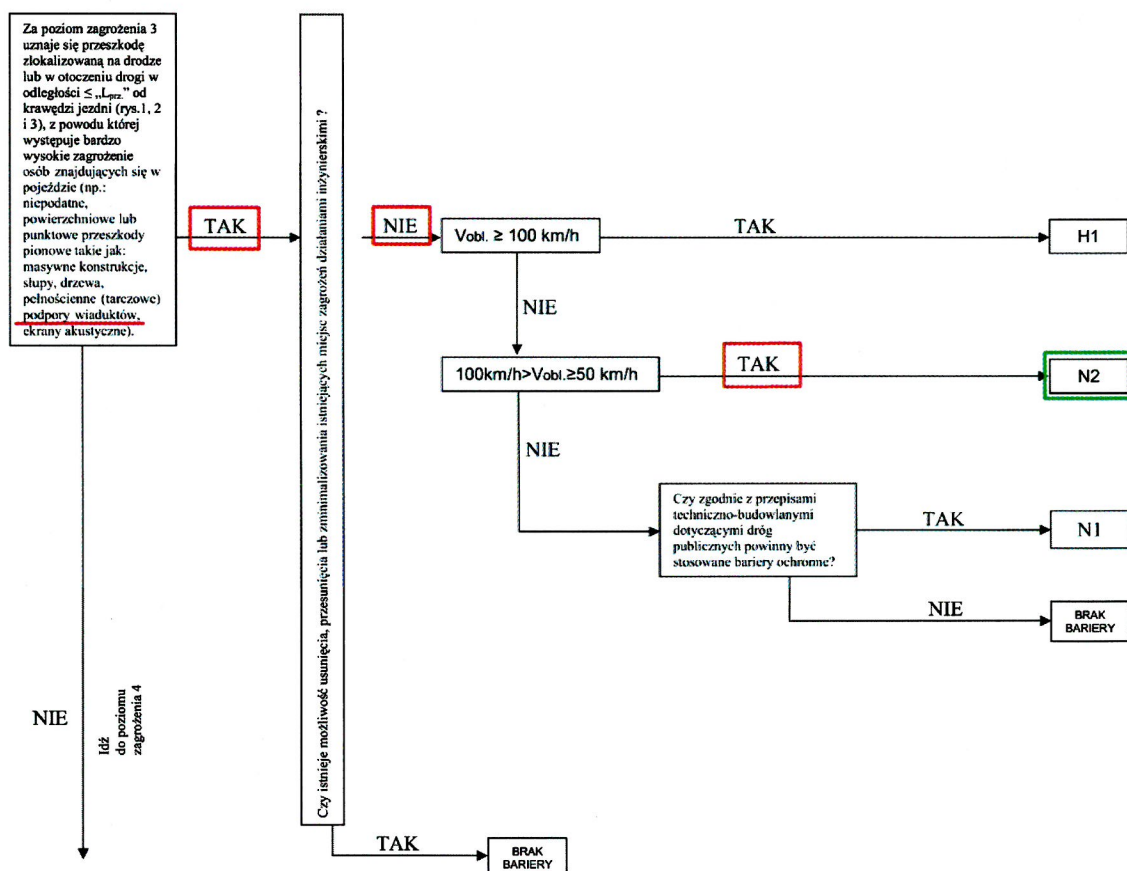 Za poziom zagrożenia 3
uznaje się przeszkodę
zlokalizowaną na drodze
lub w otoczeniu drogi w
odległości ≤ „Lprz.” od
krawędzi jezdni (rys.1, 2
i 3), z powodu której
występuje bardzo
wysokie zagrożenie
osób znajdujących się w
pojeździe (np.:
niepodatne,
powierzchniowe lub
punktowe przeszkody
pionowe takie jak:
masywne konstrukcje,
słupy, drzewa,
pełnościenne (tarczowe)
podpory wiaduktów,
ekrany akustyczne).
TAK
Czy istnieje możliwość usunięcia, przesunięcia lub zminimalizowania istniejących miejsc zagrożeń działaniami inżynierskimi ?
NIE
Vobl. ≥ 100 km/h
TAK
H1
NIE
100km/h>Vobl.≥50 km/h
TAK
N2
NIE
Czy zgodnie z przepisami
techniczno-budowlanymi
dotyczącymi dróg
publicznych powinny być
stosowane bariery ochronne?
TAK
N1
NIE
BRAK
BARIERY
NIE
Idź
do poziomu
zagrożenia 4
TAK
BRAK
BARIERY